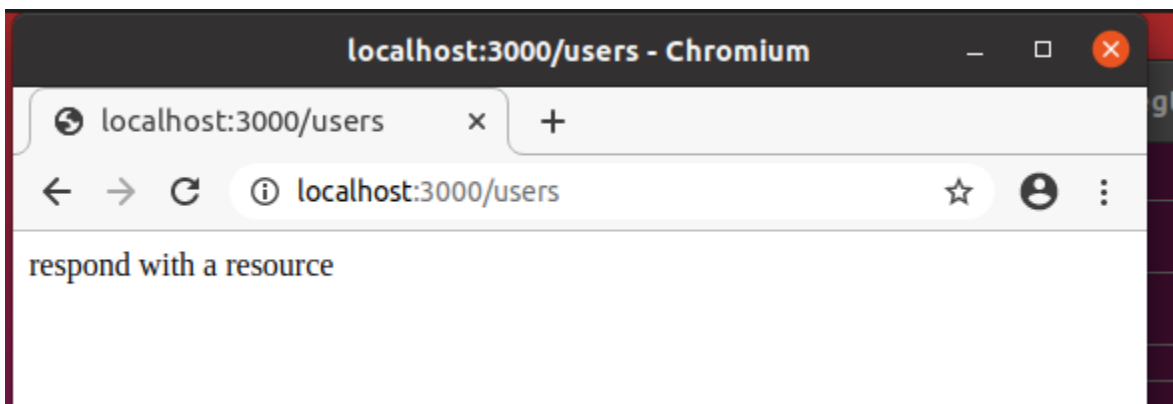 localhost:3000/users - Chromium
localhost:3000/users
localhost:3000/users
respond with a resource